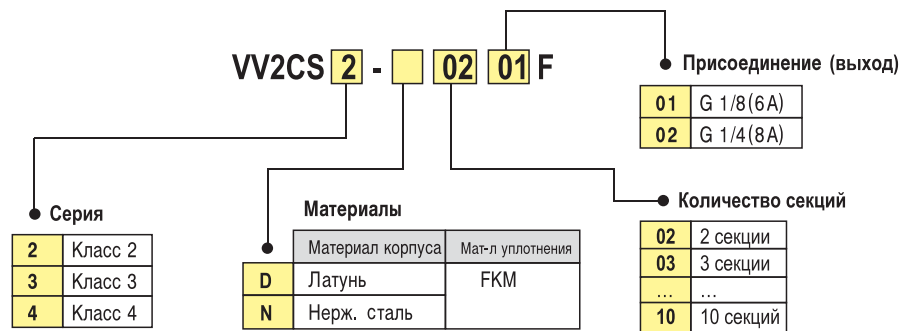 VV2CS 2 - 02 01 F
Присоединение (выход)
01 G 1/8(6A)
02 G 1/4(8A)
Серия
2 Класс 2
3 Класс 3
4 Класс 4
Материалы
Материал корпуса Мат-л уплотнения
D Латунь FKM
N Нерж. сталь
Количество секций
02 2 секции
03 3 секции
... ...
10 10 секций